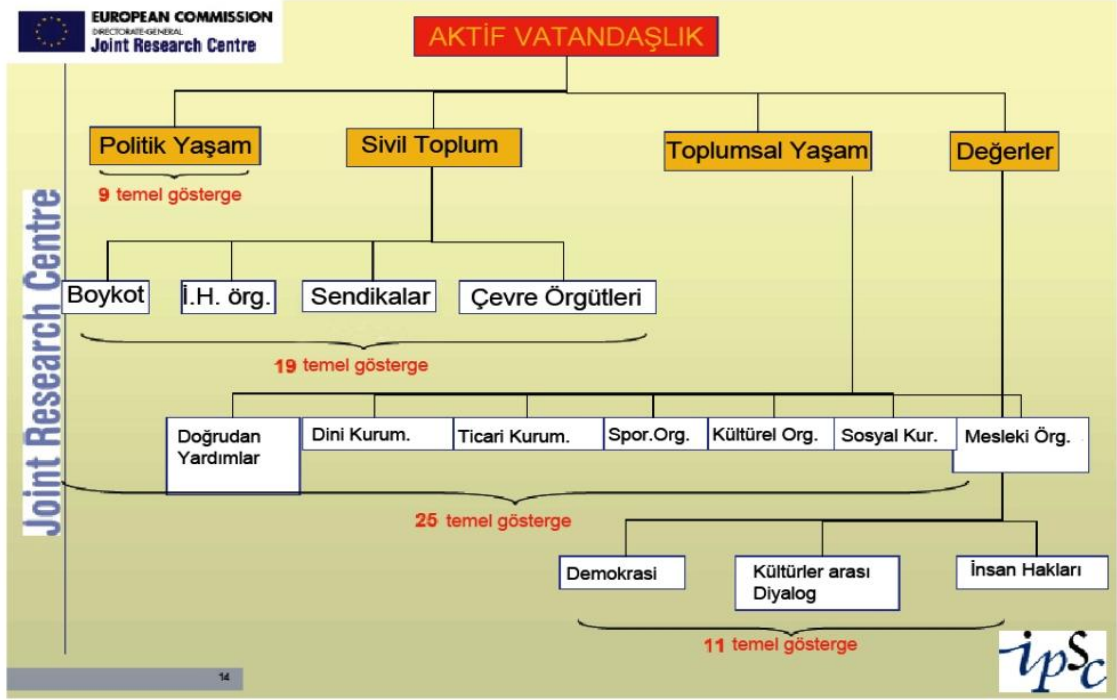 EUROPEAN COMMISSION
DIRECTORATE-GENERAL
Joint Research Centre
AKTİF VATANDAŞLIK
Politik Yaşam
Sivil Toplum
Toplumsal Yaşam
Değerler
9 temel gösterge
Joint Research Centre
Boykot
İ.H. örg.
Sendikalar
Çevre Örgütleri
19 temel gösterge
Doğrudan
Yardımlar
Dini Kurum.
Ticari Kurum.
Spor.Org.
Kültürel Org.
Sosyal Kur.
Mesleki Örg.
25 temel gösterge
Demokrasi
Kültürler arası
Diyalog
İnsan Hakları
11 temel gösterge
14
ipsc